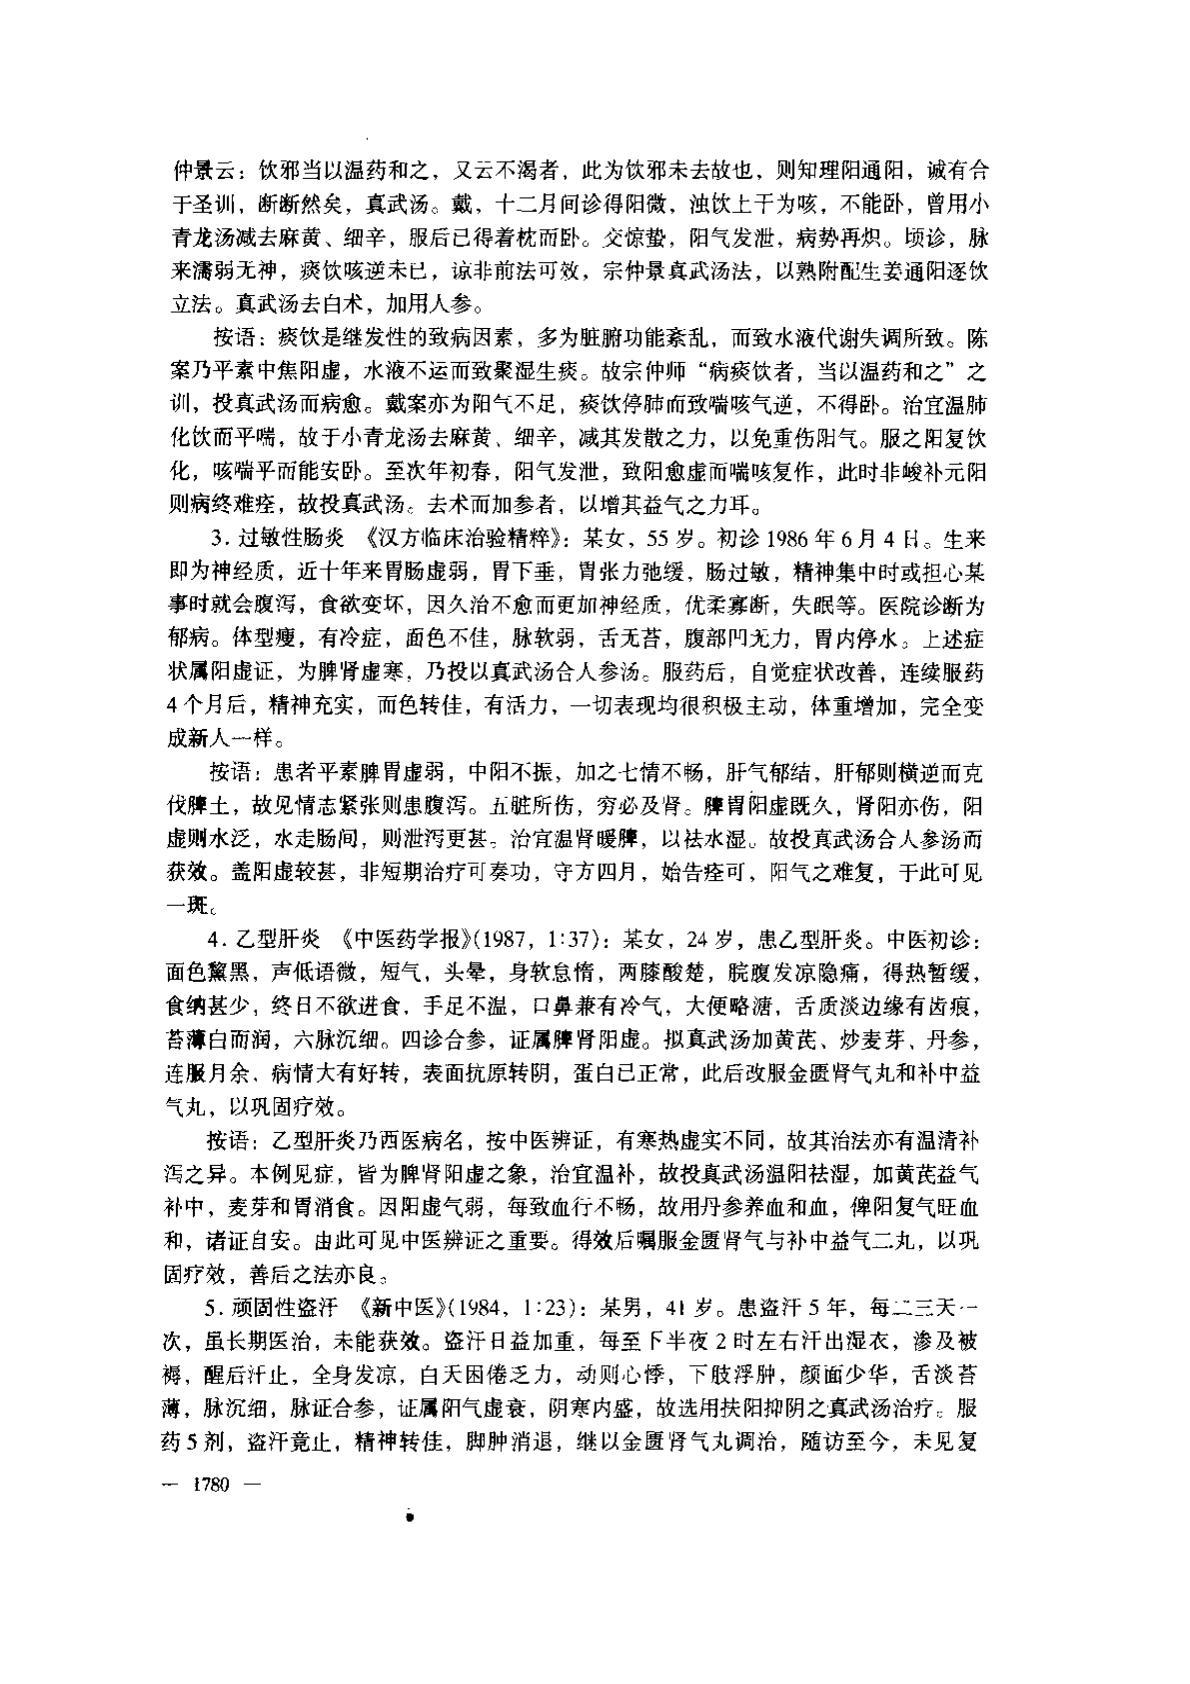 仲景云：饮邪当以温药和之，又云不渴者，此为饮邪未去故也，则知理阳通阳，诚有合
于圣训，断断然矣，真武汤。戴，十二月间诊得阳微，浊饮上干为咳，不能卧，曾用小
青龙汤减去麻黄、细辛，服后已得着枕而卧。交惊蛰，阳气发泄，病势再炽。顷诊，脉
来濡弱无神，痰饮咳逆未已，谅非前法可效，宗仲景真武汤法，以熟附配生姜通阳逐饮
立法。真武汤去白术，加用人参。
按语：痰饮是继发性的致病因素，多为脏腑功能紊乱，而致水液代谢失调所致。陈
案乃平素中焦阳虚，水液不运而致聚湿生痰。故宗仲师“病痰饮者，当以温药和之”之
训，投真武汤而病愈。戴案亦为阳气不足，痰饮停肺而致喘咳气逆，不得卧。治宜温肺
化饮而平喘，故于小青龙汤去麻黄、细辛，减其发散之力，以免重伤阳气。服之阳复饮
化，咳喘平而能安卧。至次年初春，阳气发泄，致阳愈虚而喘咳复作，此时非峻补元阳
则病终难痊，故投真武汤。去术而加参者，以增其益气之力耳。
3. 过敏性肠炎 《汉方临床治验精粹》：某女，55 岁。初诊 1986 年 6 月 4 日。生来
即为神经质，近十年来胃肠虚弱，胃下垂，胃张力弛缓，肠过敏，精神集中时或担心某
事时就会腹泻，食欲变坏，因久治不愈而更加神经质，优柔寡断，失眠等。医院诊断为
郁病。体型瘦，有冷症，面色不佳，脉软弱，舌无苔，腹部凹无力，胃内停水。上述症
状属阳虚证，为脾肾虚寒，乃投以真武汤合人参汤。服药后，自觉症状改善，连续服药
4 个月后，精神充实，而色转佳，有活力，一切表现均很积极主动，体重增加，完全变
成新人一样。
按语：患者平素脾胃虚弱，中阳不振，加之七情不畅，肝气郁结，肝郁则横逆而克
伐脾土，故见情志紧张则患腹泻。五脏所伤，穷必及肾。脾胃阳虚既久，肾阳亦伤，阳
虚则水泛，水走肠间，则泄泻更甚。治宜温肾暖脾，以祛水湿。故投真武汤合人参汤而
获效。盖阳虚较甚，非短期治疗可奏功，守方四月，始告痊可，阳气之难复，于此可见
一斑。
4. 乙型肝炎 《中医药学报》(1987，1:37)：某女，24 岁，患乙型肝炎。中医初诊：
面色黧黑，声低语微，短气，头晕，身软怠惰，两膝酸楚，脘腹发凉隐痛，得热暂缓，
食纳甚少，终日不欲进食，手足不温，口鼻兼有冷气，大便略溏，舌质淡边缘有齿痕，
苔薄白而润，六脉沉细。四诊合参，证属脾肾阳虚。拟真武汤加黄芪、炒麦芽、丹参，
连服月余、病情大有好转，表面抗原转阴，蛋白已正常，此后改服金匮肾气丸和补中益
气丸，以巩固疗效。
按语：乙型肝炎乃西医病名，按中医辨证，有寒热虚实不同，故其治法亦有温清补
泻之异。本例见症，皆为脾肾阳虚之象，治宜温补，故投真武汤温阳祛湿，加黄芪益气
补中，麦芽和胃消食。因阳虚气弱，每致血行不畅，故用丹参养血和血，俾阳复气旺血
和，诸证自安。由此可见中医辨证之重要。得效后嘱服金匮肾气与补中益气二丸，以巩
固疗效，善后之法亦良。
5. 顽固性盗汗 《新中医》(1984，1:23)：某男，41 岁。患盗汗 5 年，每二三天一
次，虽长期医治，未能获效。盗汗日益加重，每至下半夜 2 时左右汗出湿衣，渗及被
褥，醒后汗止，全身发凉，白天困倦乏力，动则心悸，下肢浮肿，颜面少华，舌淡苔
薄，脉沉细，脉证合参，证属阳气虚衰，阴寒内盛，故选用扶阳抑阴之真武汤治疗。服
药 5 剂，盗汗竟止，精神转佳，脚肿消退，继以金匮肾气丸调治，随访至今，未见复
— 1780 —